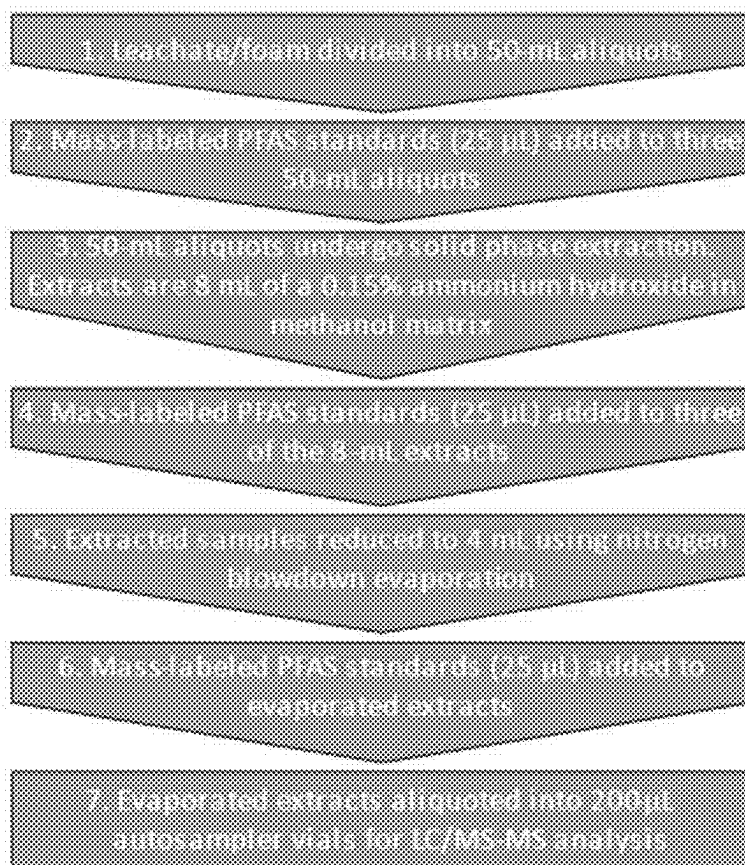 1. Leachate/foam divided into 50-mL aliquots
2. Mass-labeled PFAS standards (25 µL) added to three
50-mL aliquots
3. 50-mL aliquots undergo solid phase extraction
Extracts are 8 mL of a 0.15% ammonium hydroxide in
methanol matrix
4. Mass-labeled PFAS standards (25 µL) added to three
of the 8-mL extracts
5. Extracted samples reduced to 4 mL using nitrogen
blowdown evaporation
6. Mass-labeled PFAS standards (25 µL) added to
evaporated extracts
7. Evaporated extracts aliquoted into 200 µL
autosampler vials for LC/MS-MS analysis